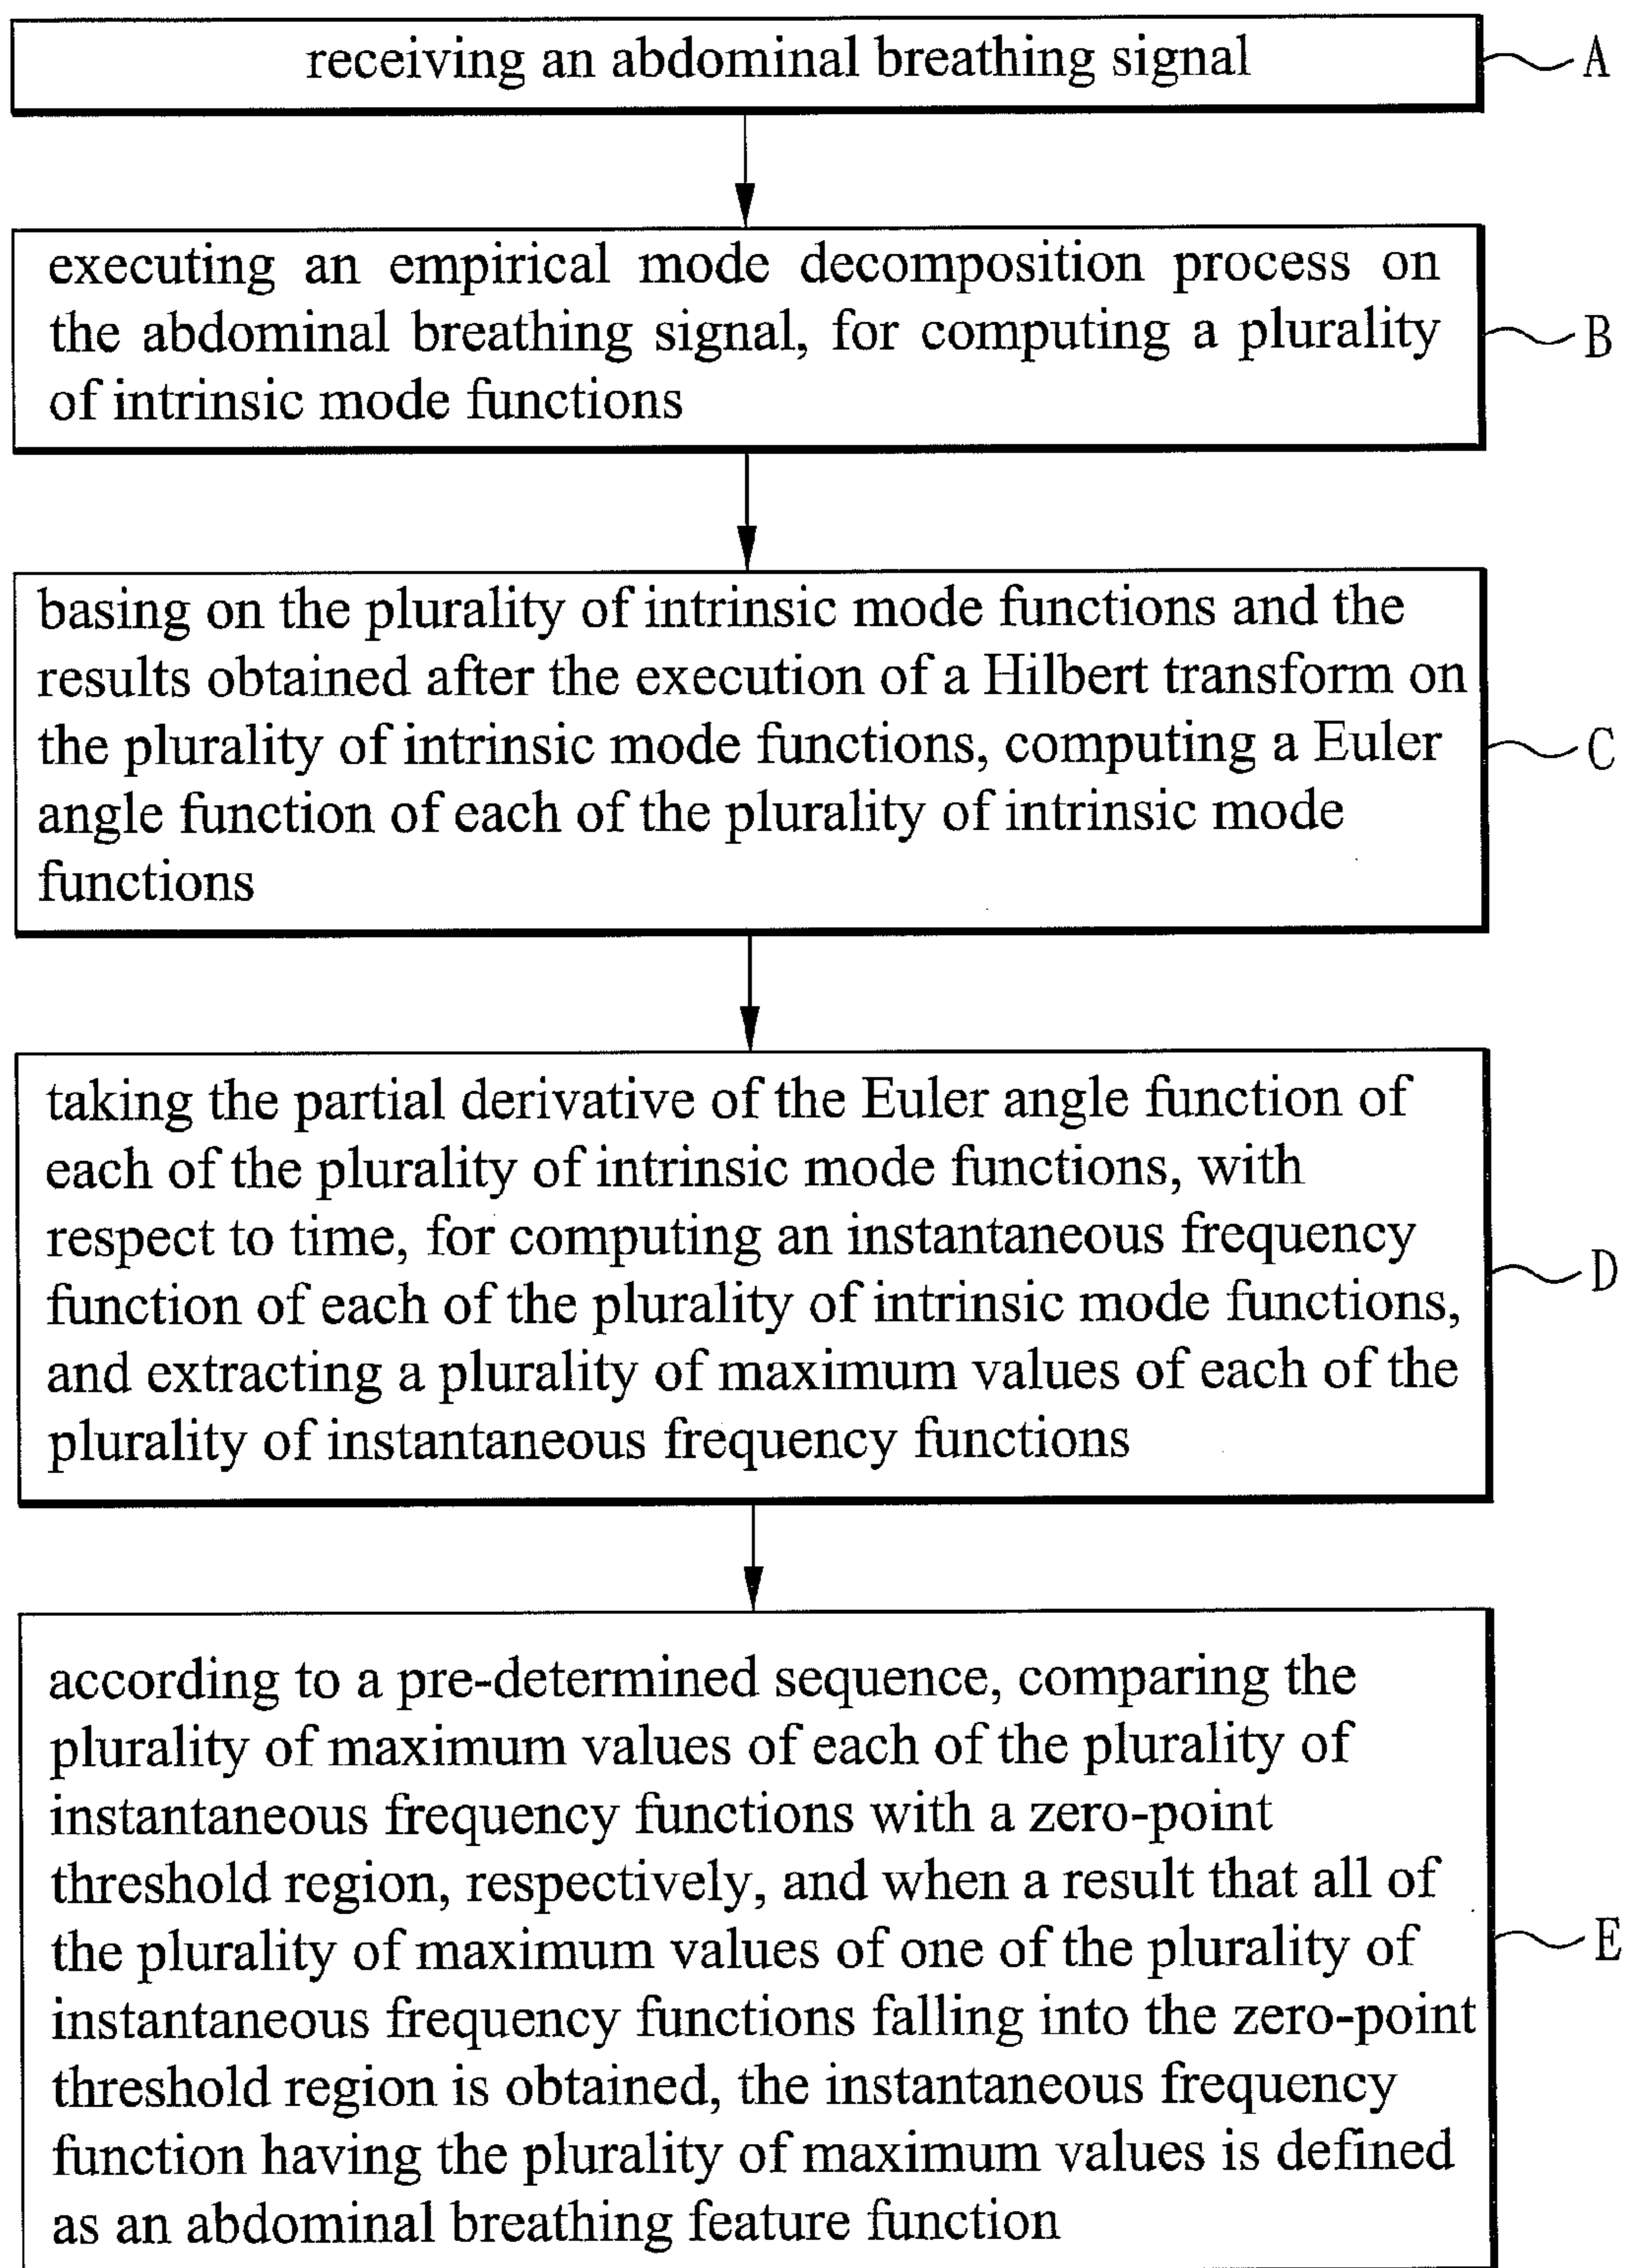 receiving an abdominal breathing signal
A
executing an empirical mode decomposition process on
the abdominal breathing signal, for computing a plurality
of intrinsic mode functions
B
basing on the plurality of intrinsic mode functions and the
results obtained after the execution of a Hilbert transform on
the plurality of intrinsic mode functions, computing a Euler
angle function of each of the plurality of intrinsic mode
functions
C
taking the partial derivative of the Euler angle function of
each of the plurality of intrinsic mode functions, with
respect to time, for computing an instantaneous frequency
function of each of the plurality of intrinsic mode functions,
and extracting a plurality of maximum values of each of the
plurality of instantaneous frequency functions
D
according to a pre-determined sequence, comparing the
plurality of maximum values of each of the plurality of
instantaneous frequency functions with a zero-point
threshold region, respectively, and when a result that all of
the plurality of maximum values of one of the plurality of
instantaneous frequency functions falling into the zero-point
threshold region is obtained, the instantaneous frequency
function having the plurality of maximum values is defined
as an abdominal breathing feature function
E